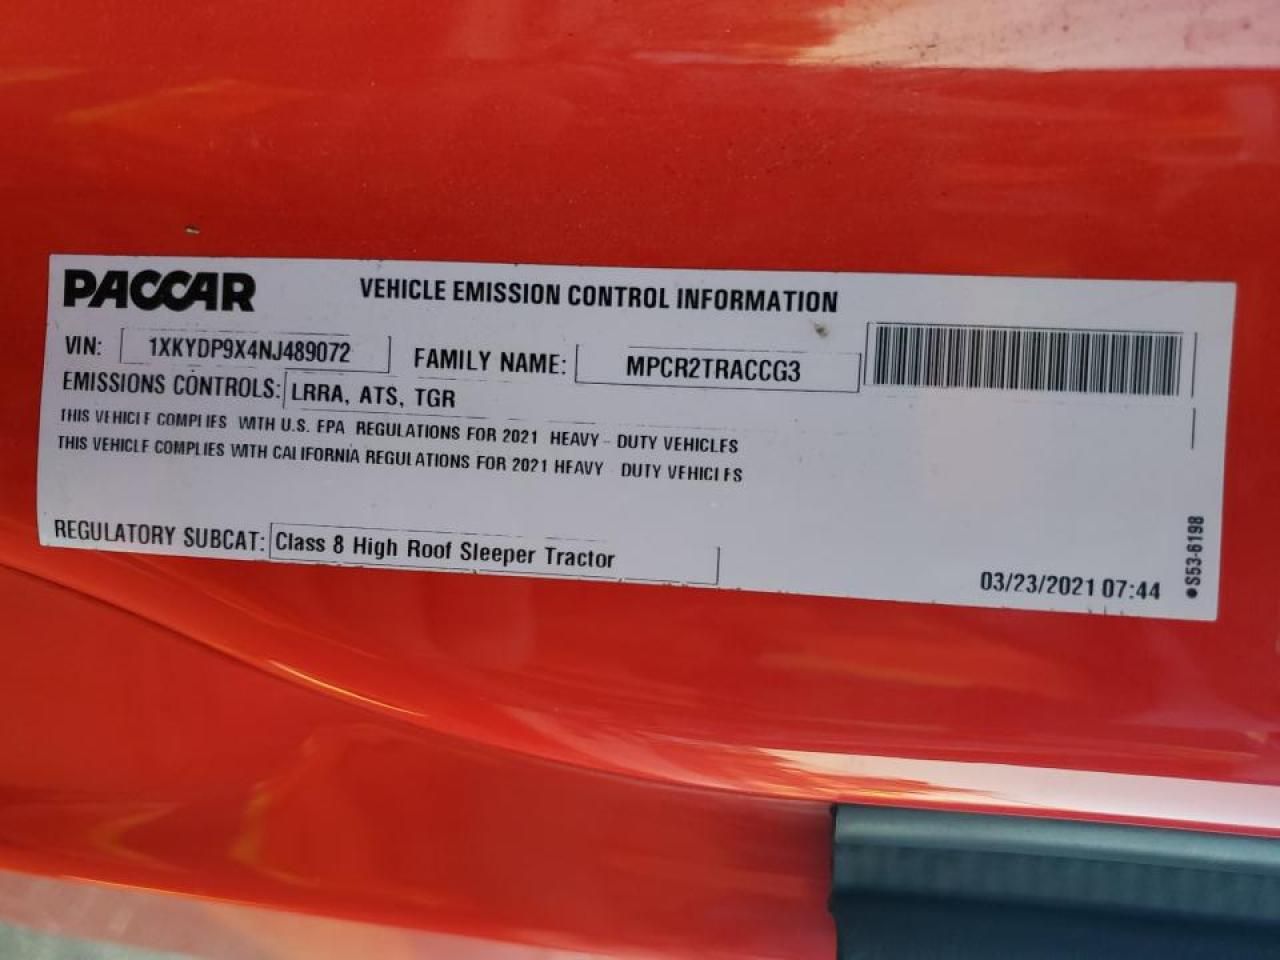 PACCAR VEHICLE EMISSION CONTROL INFORMATION
VIN: 1XKYDP9X4NJ489072 FAMILY NAME: MPCR2TRACCG3
EMISSIONS CONTROLS: LRRA, ATS, TGR
THIS VEHICLE COMPLIES WITH U.S. EPA REGULATIONS FOR 2021 HEAVY - DUTY VEHICLES
THIS VEHICLE COMPLIES WITH CALIFORNIA REGULATIONS FOR 2021 HEAVY DUTY VEHICLES
REGULATORY SUBCAT: Class 8 High Roof Sleeper Tractor
03/23/2021 07:44
●S53-6198